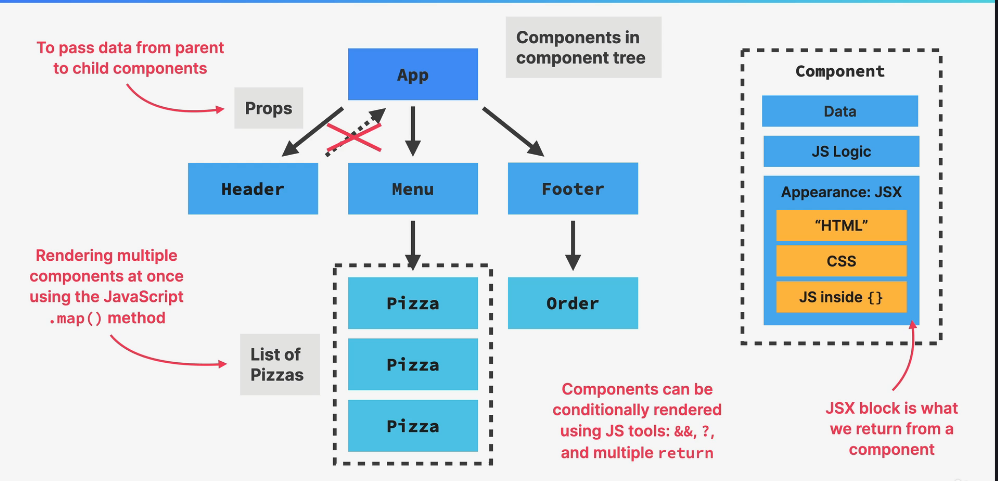 To pass data from parent
to child components
Props
App
Components in
component tree
Header
Menu
Footer
Rendering multiple
components at once
using the JavaScript
.map() method
List of
Pizzas
Pizza
Pizza
Pizza
Order
Components can be
conditionally rendered
using JS tools: &&, ?,
and multiple return
Component
Data
JS Logic
Appearance: JSX
“HTML”
CSS
JS inside {}
JSX block is what
we return from a
component